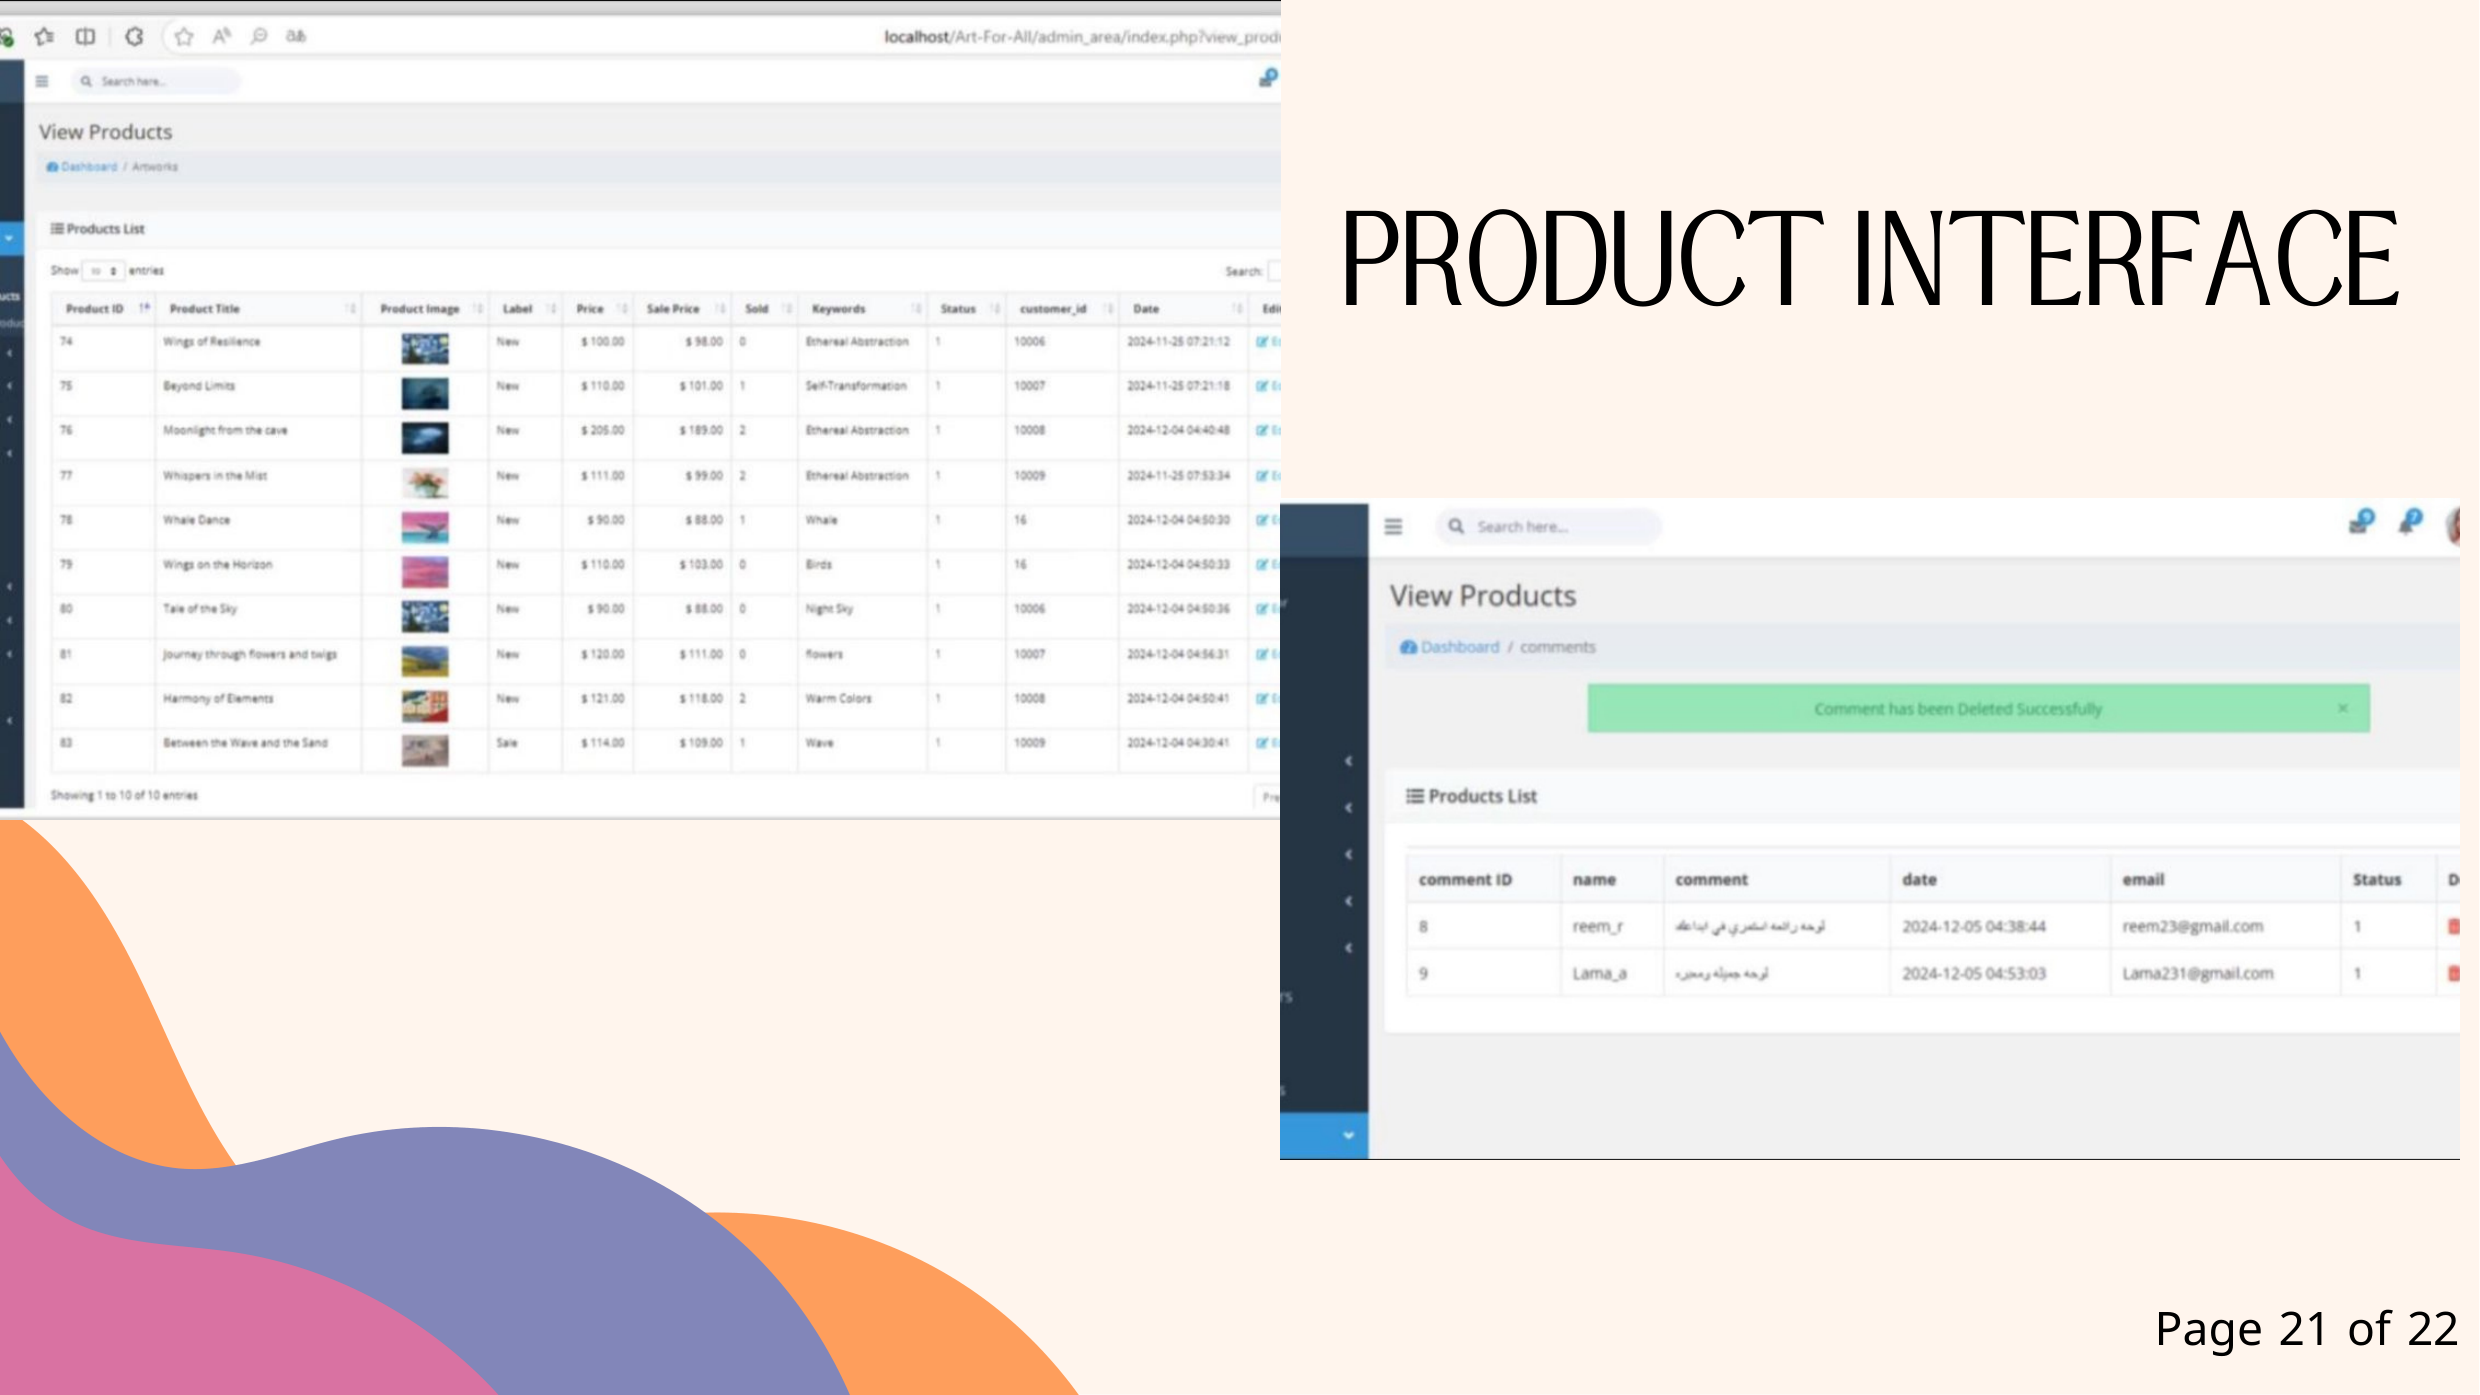 localhost/Art-For-All/admin_area/index.php?view_prod
Search here...
View Products
Dashboard / Artworks
Products List
Show 10 entries
Search:
Product ID Product Title Product Image Label Price Sale Price Sold Keywords Status customer_id Date
74 Wings of Resilience New $ 100.00 $ 98.00 0 Ethereal Abstraction 1 10006 2024-11-25 07:21:12
75 Beyond Limits New $ 110.00 $ 101.00 1 Self-Transformation 1 10007 2024-11-25 07:21:18
76 Moonlight from the cave New $ 205.00 $ 189.00 2 Ethereal Abstraction 1 10008 2024-12-04 04:40:48
77 Whispers in the Mist New $ 111.00 $ 99.00 2 Ethereal Abstraction 1 10009 2024-11-25 07:53:34
78 Whale Dance New $ 90.00 $ 88.00 1 Whale 1 16 2024-12-04 04:50:30
79 Wings on the Horizon New $ 110.00 $ 103.00 0 Birds 1 16 2024-12-04 04:50:33
80 Tale of the Sky New $ 90.00 $ 88.00 0 Night Sky 1 10006 2024-12-04 04:50:36
81 Journey through flowers and twigs New $ 120.00 $ 111.00 0 flowers 1 10007 2024-12-04 04:56:31
82 Harmony of Elements New $ 121.00 $ 118.00 2 Warm Colors 1 10008 2024-12-04 04:50:41
83 Between the Wave and the Sand Sale $ 114.00 $ 109.00 1 Wave 1 10009 2024-12-04 04:30:41
Showing 1 to 10 of 10 entries
PRODUCT INTERFACE
Search here...
View Products
Dashboard / comments
Comment has been Deleted Successfully ×
Products List
comment ID name comment date email Status
8 reem_r لوحه رائعه استمري في ابداعك 2024-12-05 04:38:44 reem23@gmail.com 1
9 Lama_a لوحه جميله ومعبره 2024-12-05 04:53:03 Lama231@gmail.com 1
Page 21 of 22